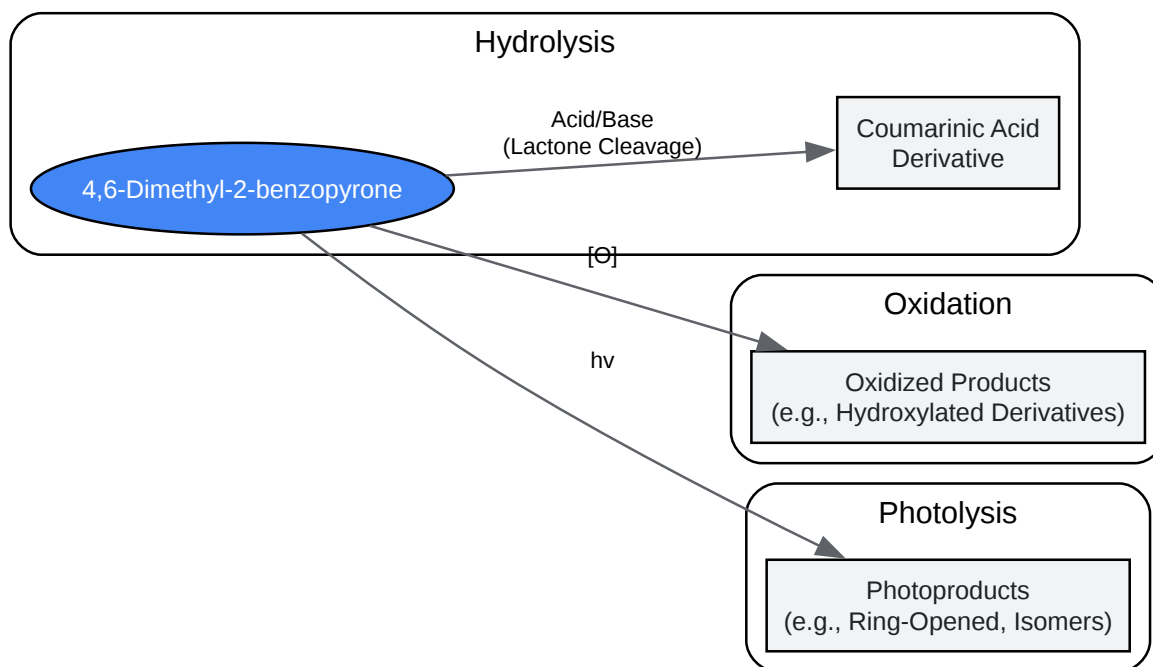 Hydrolysis
Acid/Base
(Lactone Cleavage)
Coumarinic Acid
Derivative
4,6-Dimethyl-2-benzopyrone
[O]
Oxidation
Oxidized Products
(e.g., Hydroxylated Derivatives)
hv
Photolysis
Photoproducts
(e.g., Ring-Opened, Isomers)